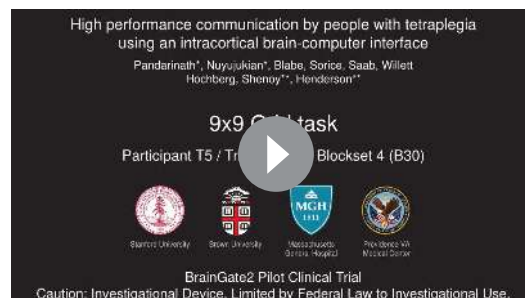 High performance communication by people with tetraplegia
using an intracortical brain-computer interface
Pandarinath*, Nuyujukian*, Blabe, Sorice, Saab, Willett
Hochberg, Shenoy**, Henderson**
9x9 task
Participant T5 / Blockset 4 (B30)
Stanford University
Brown University
MGH
1811
Massachusetts
General Hospital
Providence VA
Medical Center
BrainGate2 Pilot Clinical Trial
Caution: Investigational Device. Limited by Federal Law to Investigational Use.